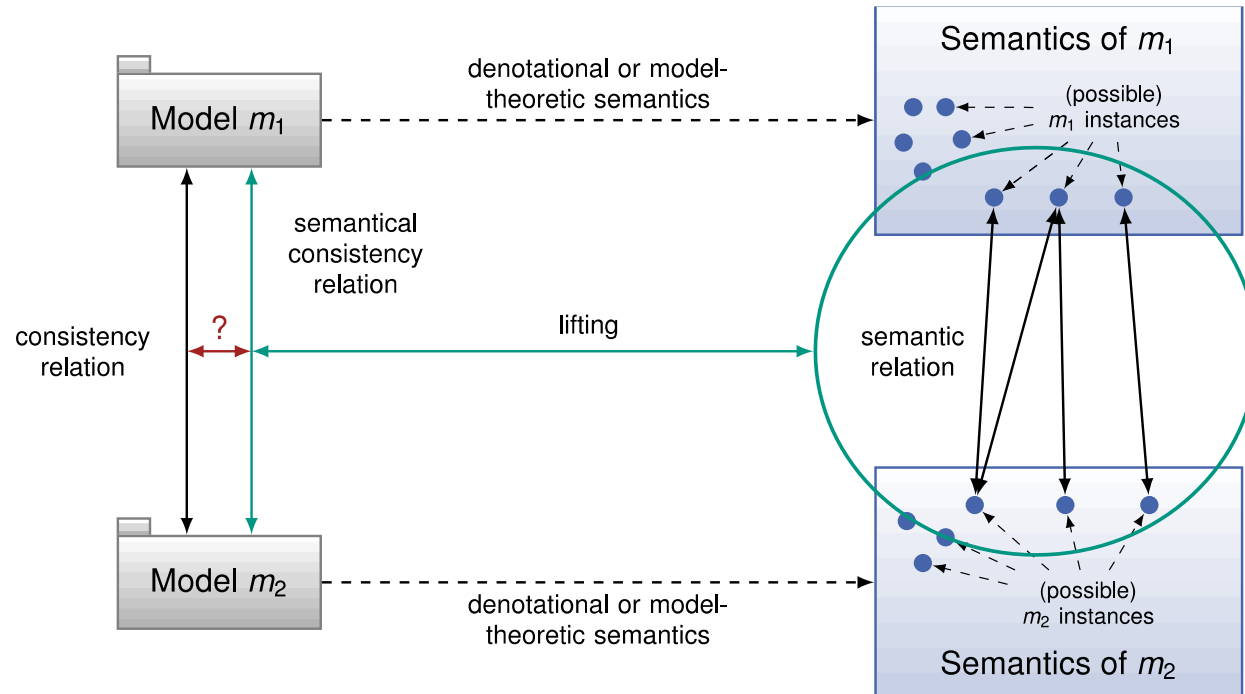 Semantics of m1
denotational or model-
theoretic semantics
(possible)
m1 instances
Model m1
semantical
consistency
relation
?
consistency
relation
lifting
semantic
relation
Model m2
denotational or model-
theoretic semantics
(possible)
m2 instances
Semantics of m2